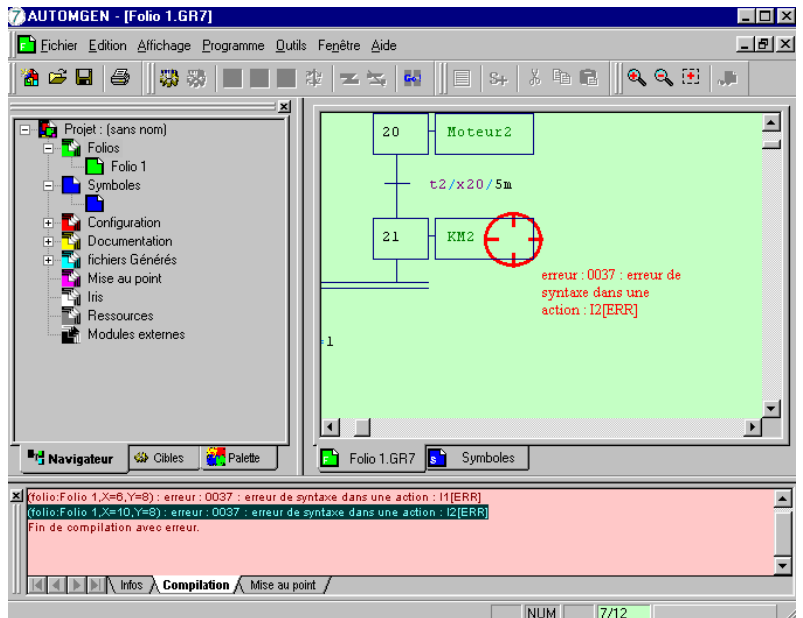 AUTOMGEN - [Folio 1.GR7]
Fichier Edition Affichage Programme Outils Fenêtre Aide
Go!
S+
Projet : (sans nom)
Folios
Folio 1
Symboles
Configuration
Documentation
fichiers Générés
Mise au point
Iris
Ressources
Modules externes
Navigateur Cibles Palette
20 Moteur2
t2/x20/5m
21 KM2
erreur : 0037 : erreur de
syntaxe dans une
action : I2[ERR]
=1
Folio 1.GR7 Symboles
(folio:Folio 1,X=6,Y=8) : erreur : 0037 : erreur de syntaxe dans une action : I1[ERR]
(folio:Folio 1,X=10,Y=8) : erreur : 0037 : erreur de syntaxe dans une action : I2[ERR]
Fin de compilation avec erreur.
Infos Compilation Mise au point
NUM 7/12